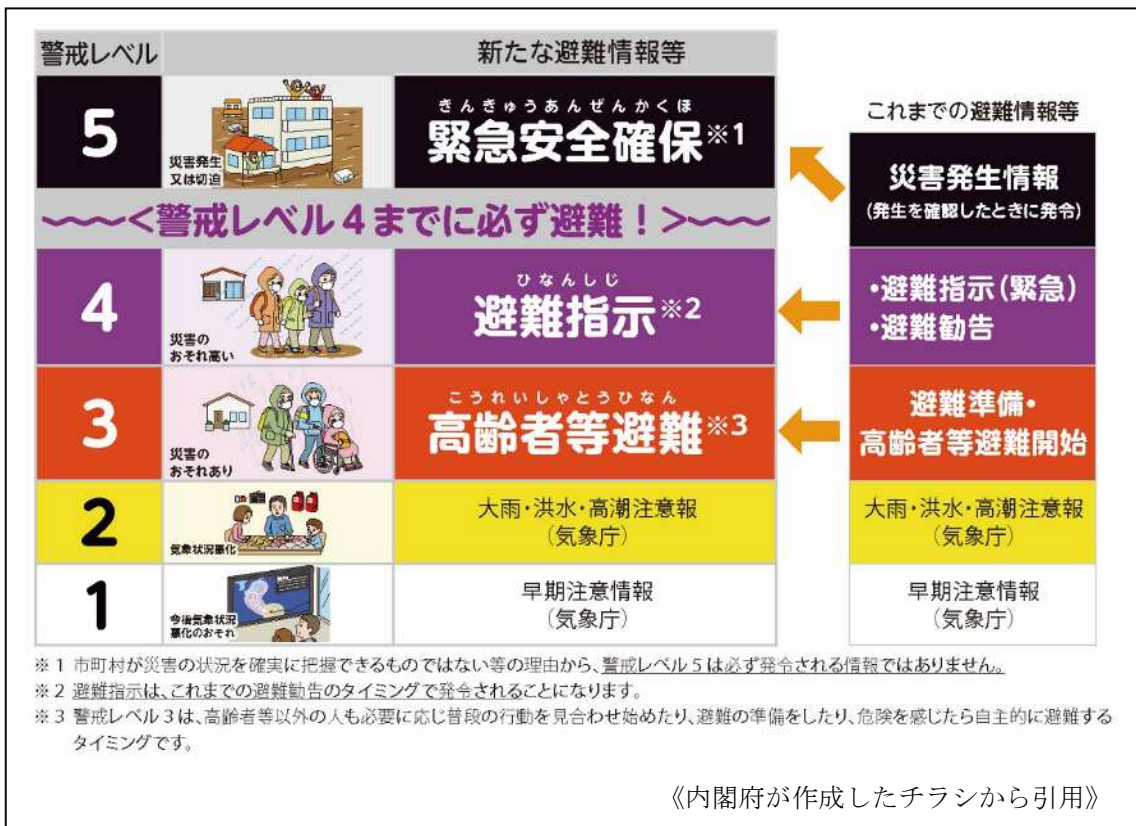 警戒レベル
新たな避難情報等
5
災害発生
又は切迫
きんきゅうあんぜんかくほ
緊急安全確保※1
〜〜〜<警戒レベル4までに必ず避難！>〜〜〜
4
災害の
おそれ高い
ひなんしじ
避難指示※2
3
災害の
おそれあり
こうれいしゃとうひなん
高齢者等避難※3
2
気象状況悪化
大雨・洪水・高潮注意報
(気象庁)
1
今後気象状況
悪化のおそれ
早期注意情報
(気象庁)
これまでの避難情報等
災害発生情報
(発生を確認したときに発令)
・避難指示(緊急)
・避難勧告
避難準備・
高齢者等避難開始
大雨・洪水・高潮注意報
(気象庁)
早期注意情報
(気象庁)
※1 市町村が災害の状況を確実に把握できるものではない等の理由から、警戒レベル5は必ず発令される情報ではありません。
※2 避難指示は、これまでの避難勧告のタイミングで発令されることになります。
※3 警戒レベル3は、高齢者等以外の人も必要に応じ普段の行動を見合わせ始めたり、避難の準備をしたり、危険を感じたら自主的に避難する
タイミングです。
《内閣府が作成したチラシから引用》